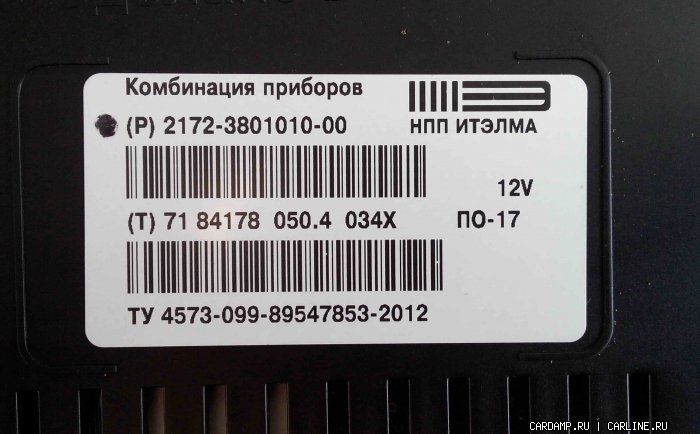 Комбинация приборов
НПП ИТЭЛМА
(P) 2172-3801010-00
12V
(T) 71 84178 050.4 034X ПО-17
ТУ 4573-099-89547853-2012
CARDAMP.RU | CARLINE.RU